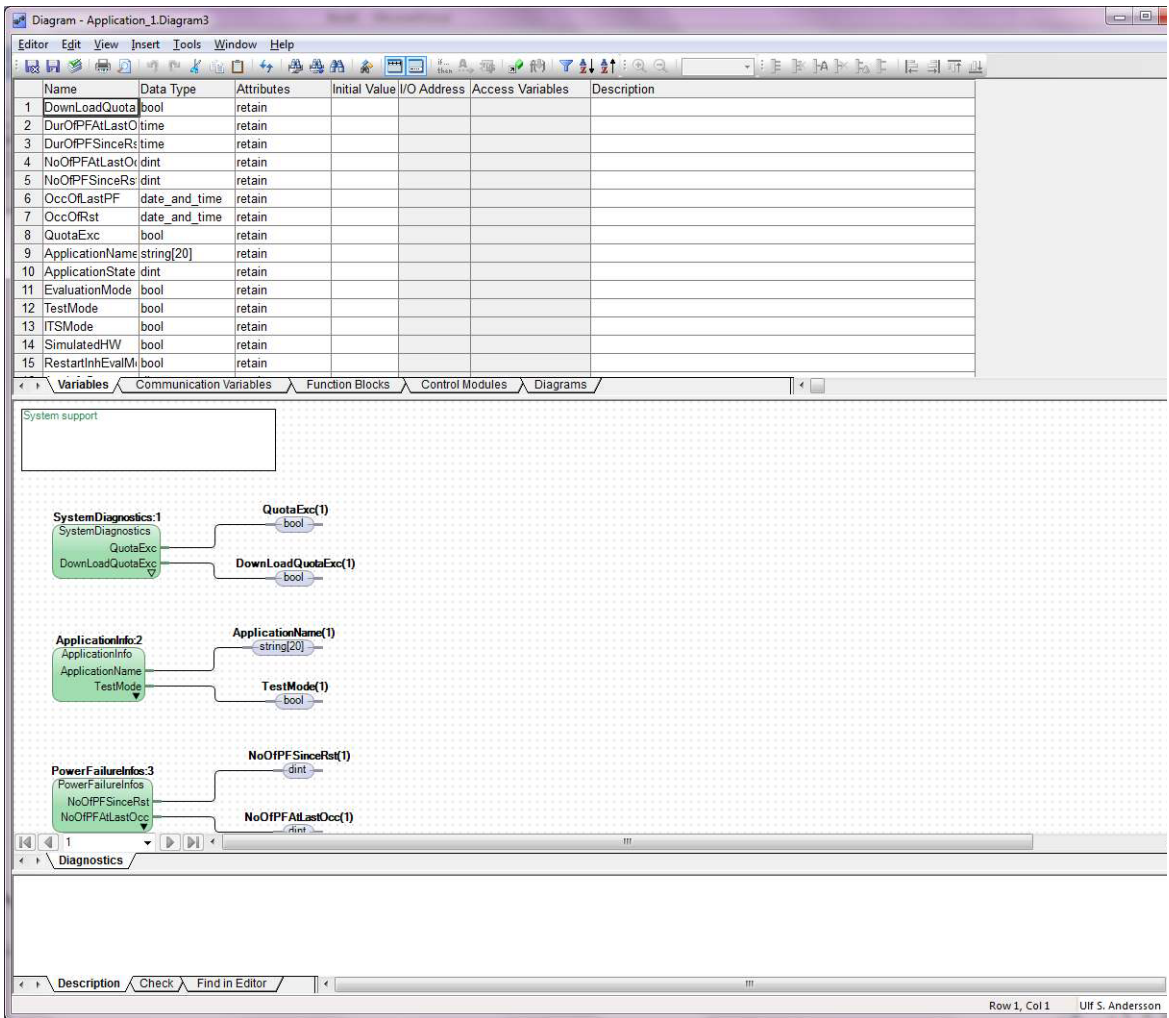 Diagram - Application_1.Diagram3
Editor Edit View Insert Tools Window Help
Name Data Type Attributes Initial Value I/O Address Access Variables Description
1 DownLoadQuota bool retain
2 DurOfPFAtLastO time retain
3 DurOfPFSinceRs time retain
4 NoOfPFAtLastOc dint retain
5 NoOfPFSinceRs dint retain
6 OccOfLastPF date_and_time retain
7 OccOfRst date_and_time retain
8 QuotaExc bool retain
9 ApplicationName string[20] retain
10 ApplicationState dint retain
11 EvaluationMode bool retain
12 TestMode bool retain
13 ITSMode bool retain
14 SimulatedHW bool retain
15 RestartInhEvalM bool retain
Variables Communication Variables Function Blocks Control Modules Diagrams
System support
QuotaExc(1)
SystemDiagnostics:1
bool
SystemDiagnostics
QuotaExc
DownLoadQuotaExc
DownLoadQuotaExc(1)
bool
ApplicationName(1)
ApplicationInfo:2
string[20]
ApplicationInfo
ApplicationName
TestMode
TestMode(1)
bool
NoOfPFSinceRst(1)
PowerFailureInfos:3
dint
PowerFailureInfos
NoOfPFSinceRst
NoOfPFAtLastOcc
NoOfPFAtLastOcc(1)
dint
1
Diagnostics
Description Check Find in Editor
Row 1, Col 1 Ulf S. Andersson